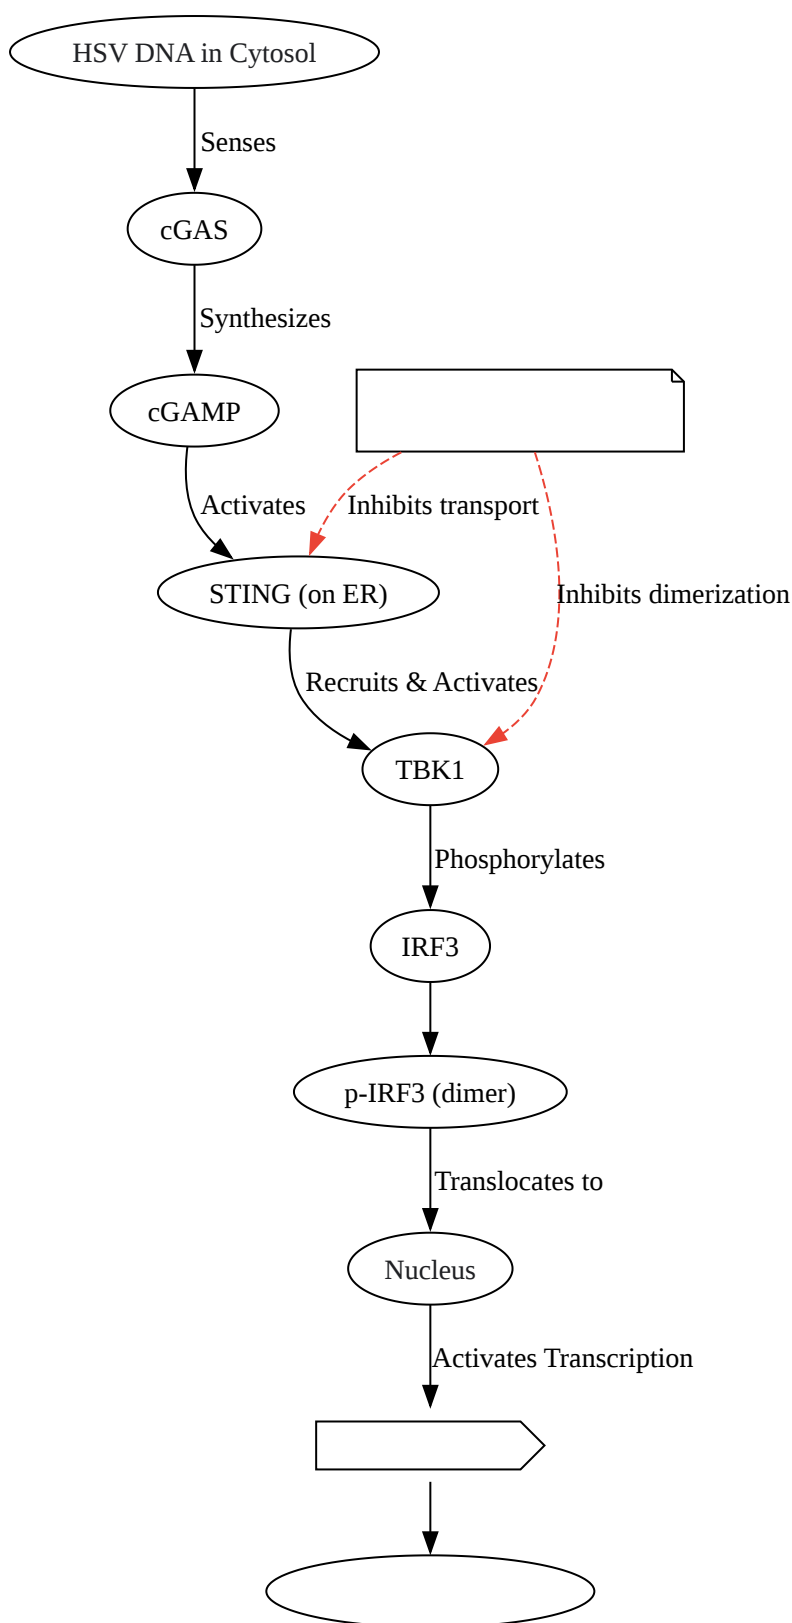 HSV DNA in Cytosol
Senses
cGAS
Synthesizes
cGAMP
Activates
Inhibits transport
STING (on ER)
Inhibits dimerization
Recruits & Activates
TBK1
Phosphorylates
IRF3
p-IRF3 (dimer)
Translocates to
Nucleus
Activates Transcription